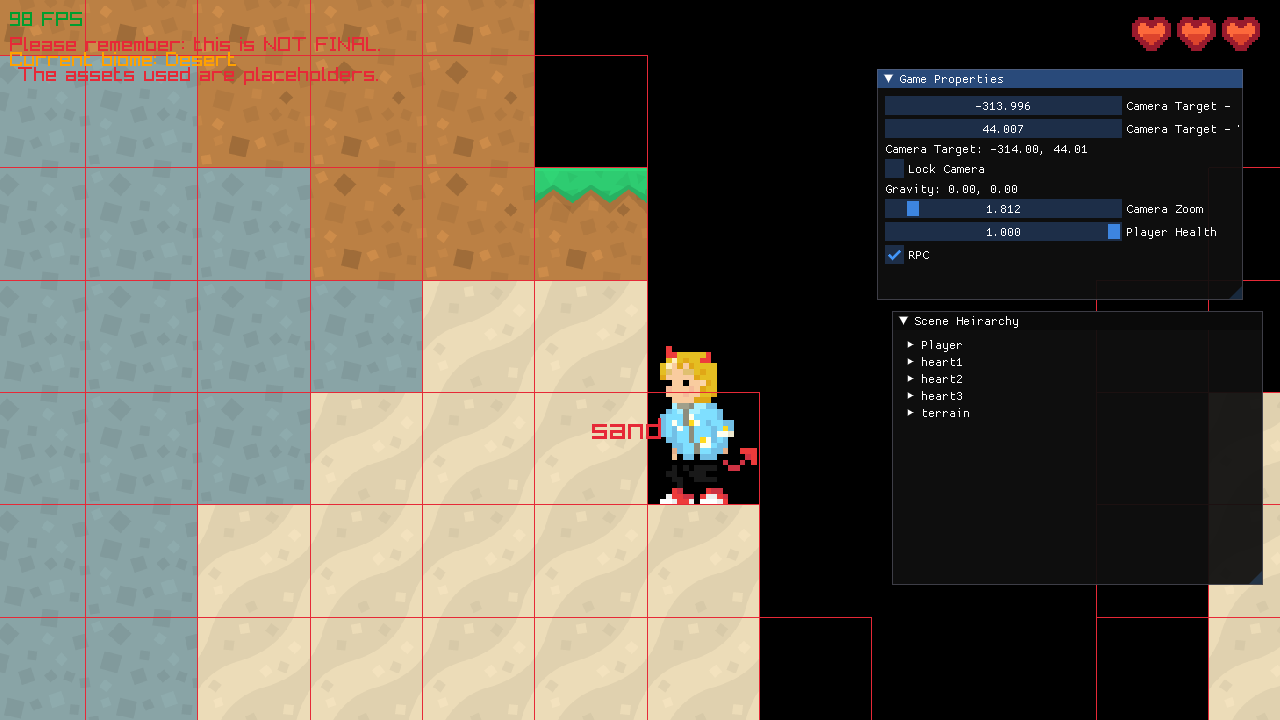 98 FPS
Please remember: this is NOT FINAL.
Current biome: Desert
The assets used are placeholders.
Game Properties
-313.996 Camera Target -
44.007 Camera Target -
Camera Target: -314.00, 44.01
Lock Camera
Gravity: 0.00, 0.00
1.812 Camera Zoom
1.000 Player Health
RPC
Scene Heirarchy
Player
heart1
heart2
heart3
terrain
sand